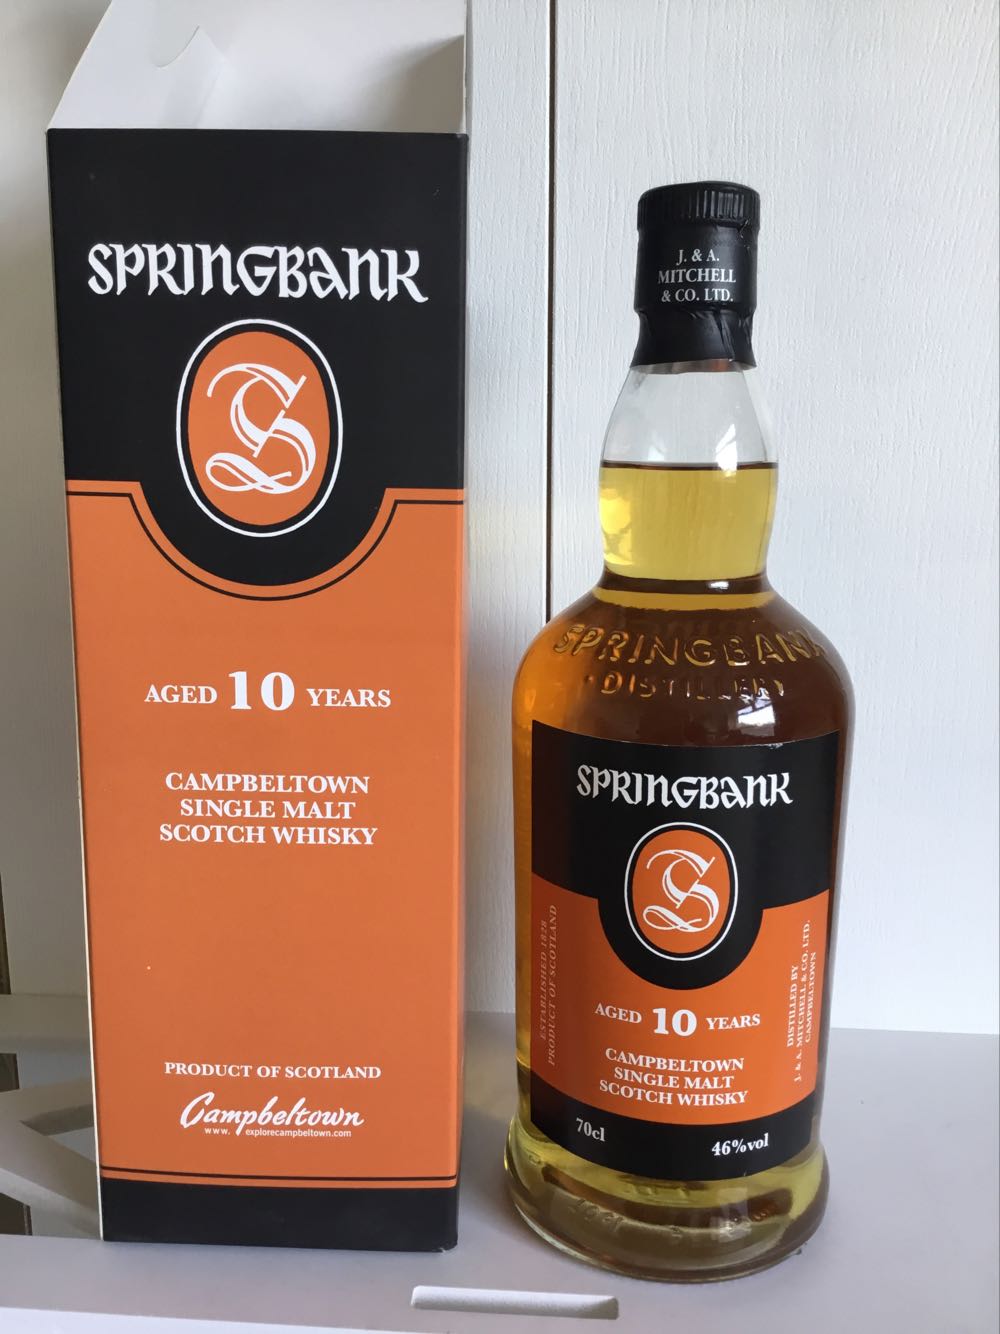 SPRINGBANK
S
AGED 10 YEARS
CAMPBELTOWN
SINGLE MALT
SCOTCH WHISKY
PRODUCT OF SCOTLAND
Campbeltown
www. explorecampbeltown.com
J. & A.
MITCHELL
& CO. LTD.
SPRINGBANK
DISTILLERY
SPRINGBANK
S
ESTABLISHED 1828
PRODUCT OF SCOTLAND
AGED 10 YEARS
CAMPBELTOWN
SINGLE MALT
SCOTCH WHISKY
DISTILLED BY
J. & A. MITCHELL & CO. LTD.
CAMPBELTOWN
70cl
46%vol